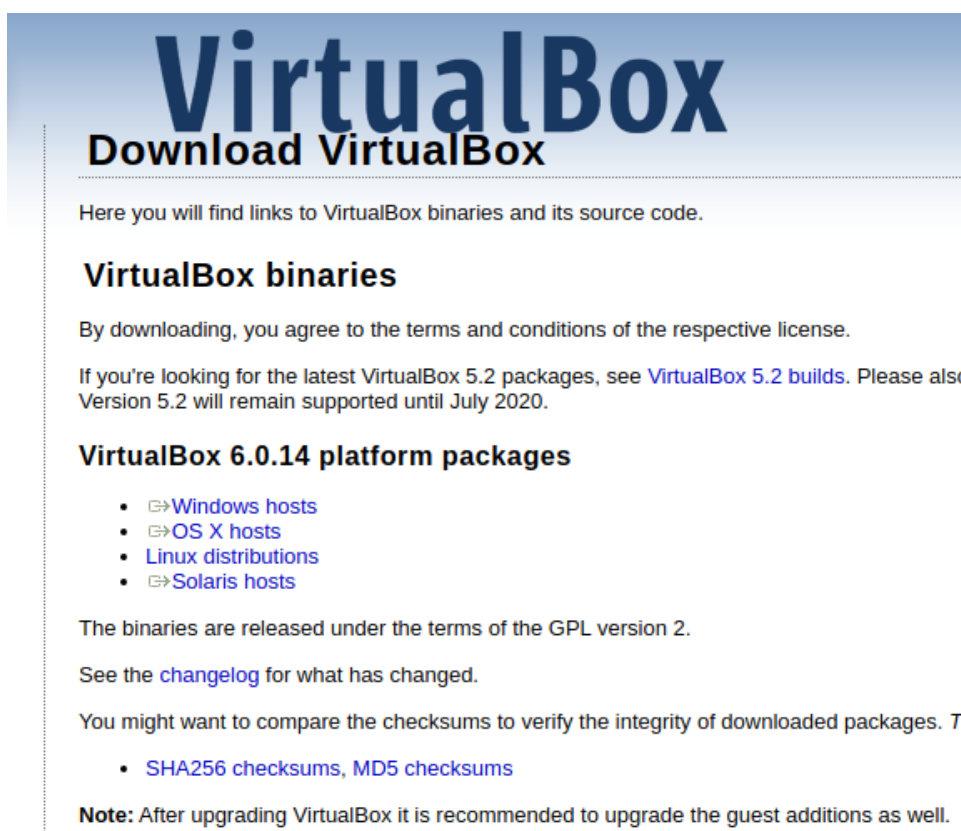 VirtualBox
Download VirtualBox
Here you will find links to VirtualBox binaries and its source code.
VirtualBox binaries
By downloading, you agree to the terms and conditions of the respective license.
If you're looking for the latest VirtualBox 5.2 packages, see VirtualBox 5.2 builds. Please also
Version 5.2 will remain supported until July 2020.
VirtualBox 6.0.14 platform packages
Windows hosts
OS X hosts
Linux distributions
Solaris hosts
The binaries are released under the terms of the GPL version 2.
See the changelog for what has changed.
You might want to compare the checksums to verify the integrity of downloaded packages.
SHA256 checksums, MD5 checksums
Note: After upgrading VirtualBox it is recommended to upgrade the guest additions as well.